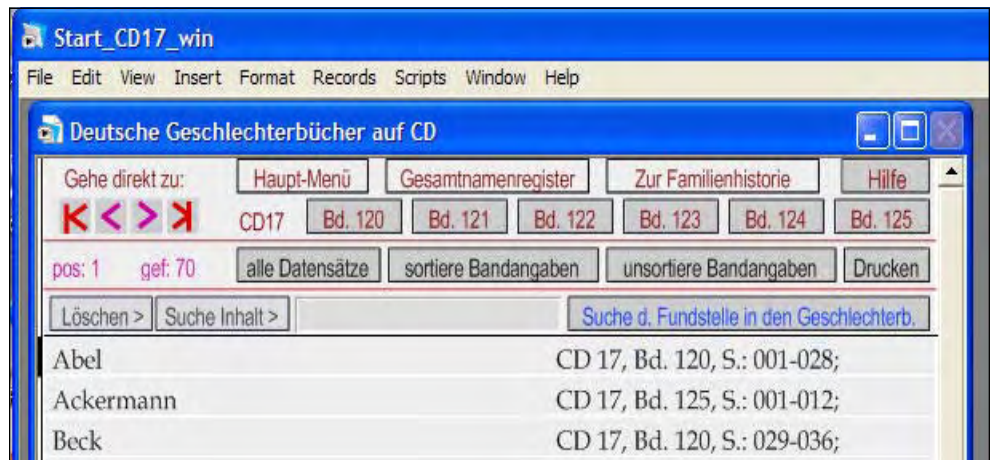 Start_CD17_win
File Edit View Insert Format Records Scripts Window Help
Deutsche Geschlechterbücher auf CD
Gehe direkt zu: Haupt-Menü Gesamtnamenregister Zur Familienhistorie Hilfe
CD17 Bd. 120 Bd. 121 Bd. 122 Bd. 123 Bd. 124 Bd. 125
pos: 1 gef: 70 alle Datensätze sortiere Bandangaben unsortiere Bandangaben Drucken
Löschen > Suche Inhalt > Suche d. Fundstelle in den Geschlechterb.
Abel CD 17, Bd. 120, S.: 001-028;
Ackermann CD 17, Bd. 125, S.: 001-012;
Beck CD 17, Bd. 120, S.: 029-036;